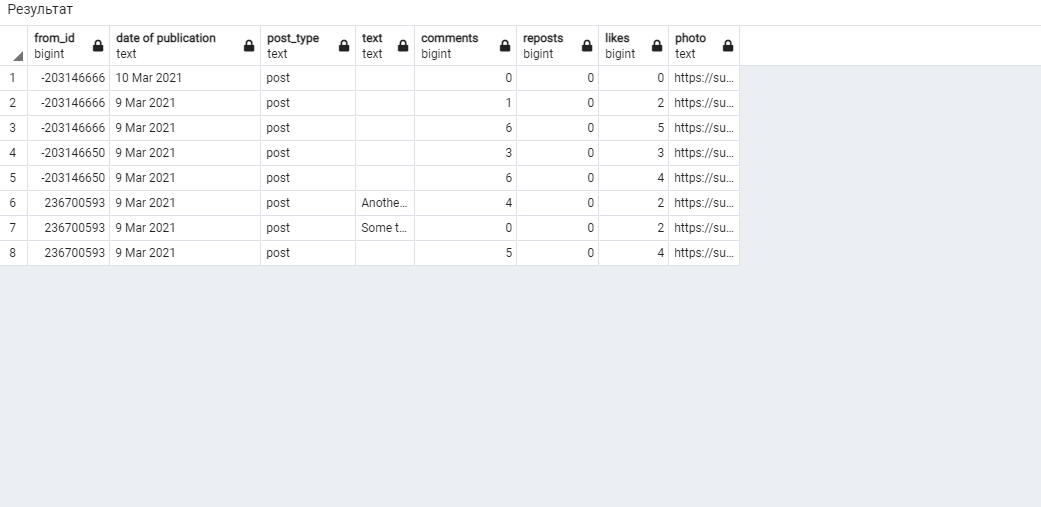 Результат
from_id date of publication post_type text comments reposts likes photo
bigint text text text bigint bigint bigint text
1 -203146666 10 Mar 2021 post 0 0 0 https://su...
2 -203146666 9 Mar 2021 post 1 0 2 https://su...
3 -203146666 9 Mar 2021 post 6 0 5 https://su...
4 -203146650 9 Mar 2021 post 3 0 3 https://su...
5 -203146650 9 Mar 2021 post 6 0 4 https://su...
6 236700593 9 Mar 2021 post Anothe... 4 0 2 https://su...
7 236700593 9 Mar 2021 post Some t... 0 0 2 https://su...
8 236700593 9 Mar 2021 post 5 0 4 https://su...